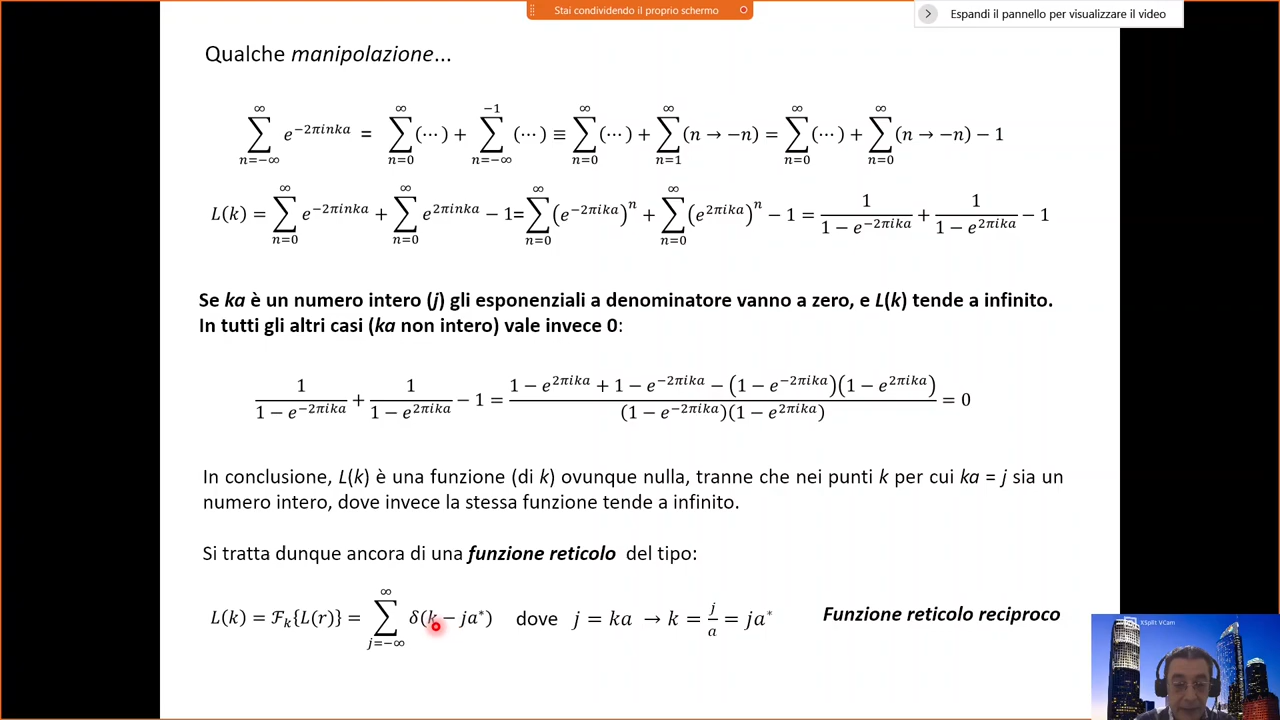 Stai condividendo il proprio schermo
Espandi il pannello per visualizzare il video
Qualche manipolazione...
∑_{n=-∞}^{∞} e^{-2πinka} = ∑_{n=0}^{∞}(⋯) + ∑_{n=-∞}^{-1}(⋯) ≡ ∑_{n=0}^{∞}(⋯) + ∑_{n=1}^{∞}(n → -n) = ∑_{n=0}^{∞}(⋯) + ∑_{n=0}^{∞}(n → -n) - 1
L(k) = ∑_{n=0}^{∞} e^{-2πinka} + ∑_{n=0}^{∞} e^{2πinka} - 1 = ∑_{n=0}^{∞}(e^{-2πika})^n + ∑_{n=0}^{∞}(e^{2πika})^n - 1 = 1/(1 - e^{-2πika}) + 1/(1 - e^{2πika}) - 1
Se ka è un numero intero (j) gli esponenziali a denominatore vanno a zero, e L(k) tende a infinito.
In tutti gli altri casi (ka non intero) vale invece 0:
1/(1 - e^{-2πika}) + 1/(1 - e^{2πika}) - 1 = (1 - e^{2πika} + 1 - e^{-2πika} - (1 - e^{-2πika})(1 - e^{2πika}))/((1 - e^{-2πika})(1 - e^{2πika})) = 0
In conclusione, L(k) è una funzione (di k) ovunque nulla, tranne che nei punti k per cui ka = j sia un
numero intero, dove invece la stessa funzione tende a infinito.
Si tratta dunque ancora di una funzione reticolo del tipo:
L(k) = ℱ_k{L(r)} = ∑_{j=-∞}^{∞} δ(k - ja*) dove j = ka → k = j/a = ja* Funzione reticolo reciproco
XSplit VCam